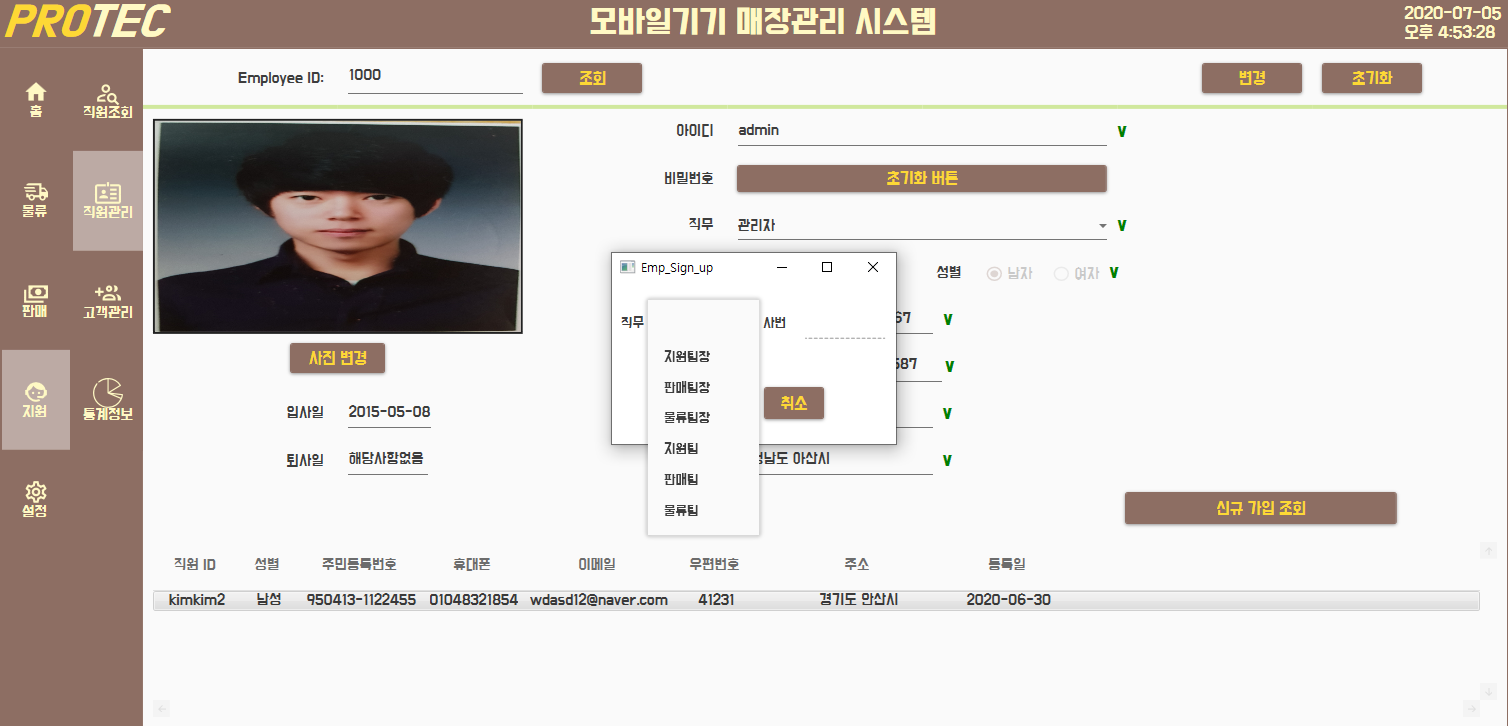 PROTEC
모바일기기 매장관리 시스템
2020-07-05
오후 4:53:28
홈
직원조회
물류
직원관리
판매
고객관리
지원
통계정보
설정
Employee ID: 1000 조회 변경 초기화
아이디 admin V
비밀번호 초기화 버튼
직무 관리자 V
성별 남자 여자 V
67 V
587 V
V
남도 아산시 V
사진 변경
입사일 2015-05-08
퇴사일 해당사항없음
Emp_Sign_up
직무 사번
지원팀장
판매팀장
물류팀장
지원팀
판매팀
물류팀
취소
신규 가입 조회
직원 ID 성별 주민등록번호 휴대폰 이메일 우편번호 주소 등록일
kimkim2 남성 950413-1122455 01048321854 wdasd12@naver.com 41231 경기도 안산시 2020-06-30